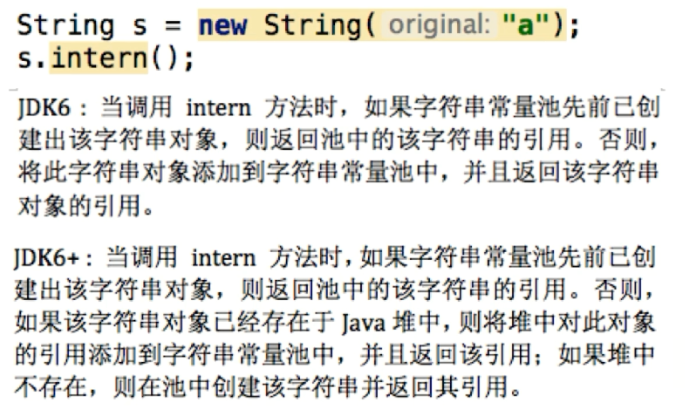 String s = new String( original: "a");
s.intern();
JDK6：当调用 intern 方法时，如果字符串常量池先前已创
建出该字符串对象，则返回池中的该字符串的引用。否则，
将此字符串对象添加到字符串常量池中，并且返回该字符串
对象的引用。
JDK6+：当调用 intern 方法时，如果字符串常量池先前已创
建出该字符串对象，则返回池中的该字符串的引用。否则，
如果该字符串对象已经存在于 Java 堆中，则将堆中对此对象
的引用添加到字符串常量池中，并且返回该引用；如果堆中
不存在，则在池中创建该字符串并返回其引用。